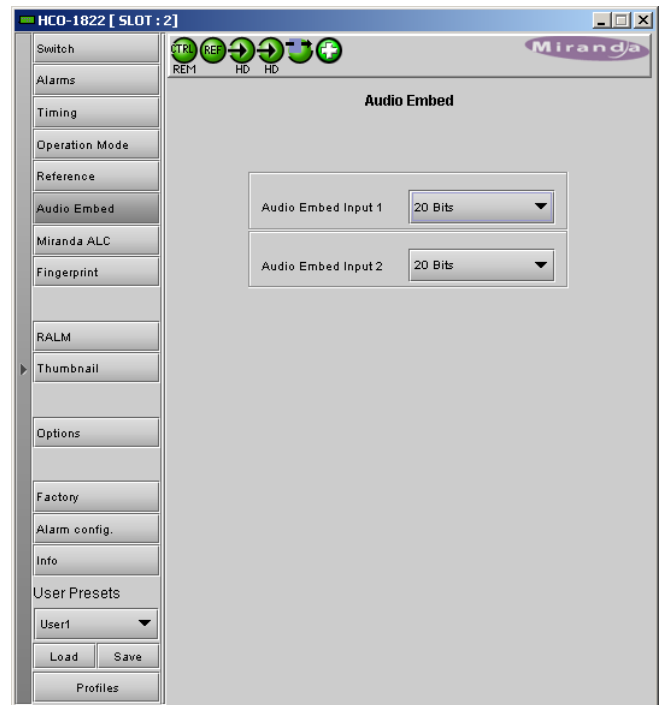 HCO-1822 [ SLOT : 2]
Switch
Alarms
Timing
Operation Mode
Reference
Audio Embed
Miranda ALC
Fingerprint
RALM
Thumbnail
Options
Factory
Alarm config.
Info
User Presets
User1
Load Save
Profiles
CTRL REF
REM HD HD
Miranda
Audio Embed
Audio Embed Input 1 20 Bits
Audio Embed Input 2 20 Bits